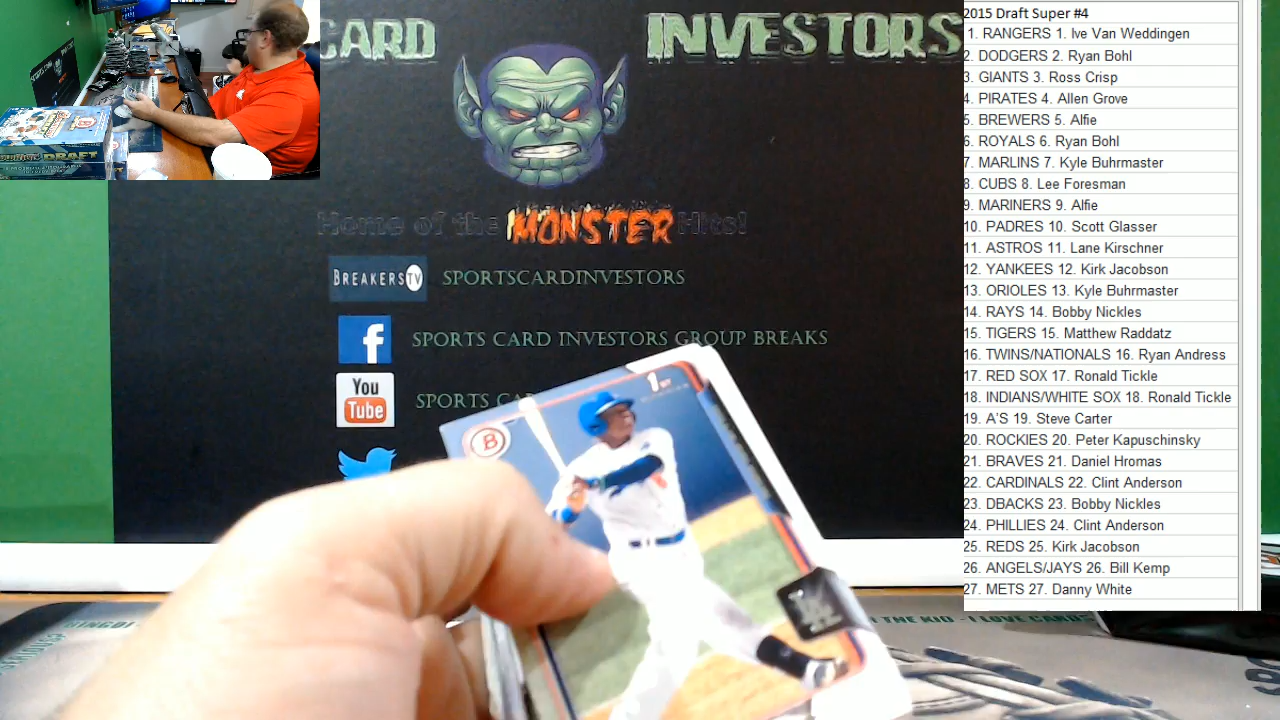 CARD INVESTORS
Home of the MONSTER Hits!
BREAKERSTV SPORTSCARDINVESTORS
f SPORTS CARD INVESTORS GROUP BREAKS
You Tube SPORTS
1ST
B
DRAFT
2015 Draft Super #4
1. RANGERS 1. Ive Van Weddingen
2. DODGERS 2. Ryan Bohl
3. GIANTS 3. Ross Crisp
4. PIRATES 4. Allen Grove
5. BREWERS 5. Alfie
6. ROYALS 6. Ryan Bohl
7. MARLINS 7. Kyle Buhrmaster
8. CUBS 8. Lee Foresman
9. MARINERS 9. Alfie
10. PADRES 10. Scott Glasser
11. ASTROS 11. Lane Kirschner
12. YANKEES 12. Kirk Jacobson
13. ORIOLES 13. Kyle Buhrmaster
14. RAYS 14. Bobby Nickles
15. TIGERS 15. Matthew Raddatz
16. TWINS/NATIONALS 16. Ryan Andress
17. RED SOX 17. Ronald Tickle
18. INDIANS/WHITE SOX 18. Ronald Tickle
19. A'S 19. Steve Carter
20. ROCKIES 20. Peter Kapuschinsky
21. BRAVES 21. Daniel Hromas
22. CARDINALS 22. Clint Anderson
23. DBACKS 23. Bobby Nickles
24. PHILLIES 24. Clint Anderson
25. REDS 25. Kirk Jacobson
26. ANGELS/JAYS 26. Bill Kemp
27. METS 27. Danny White
THE KID - I LOVE CARDS